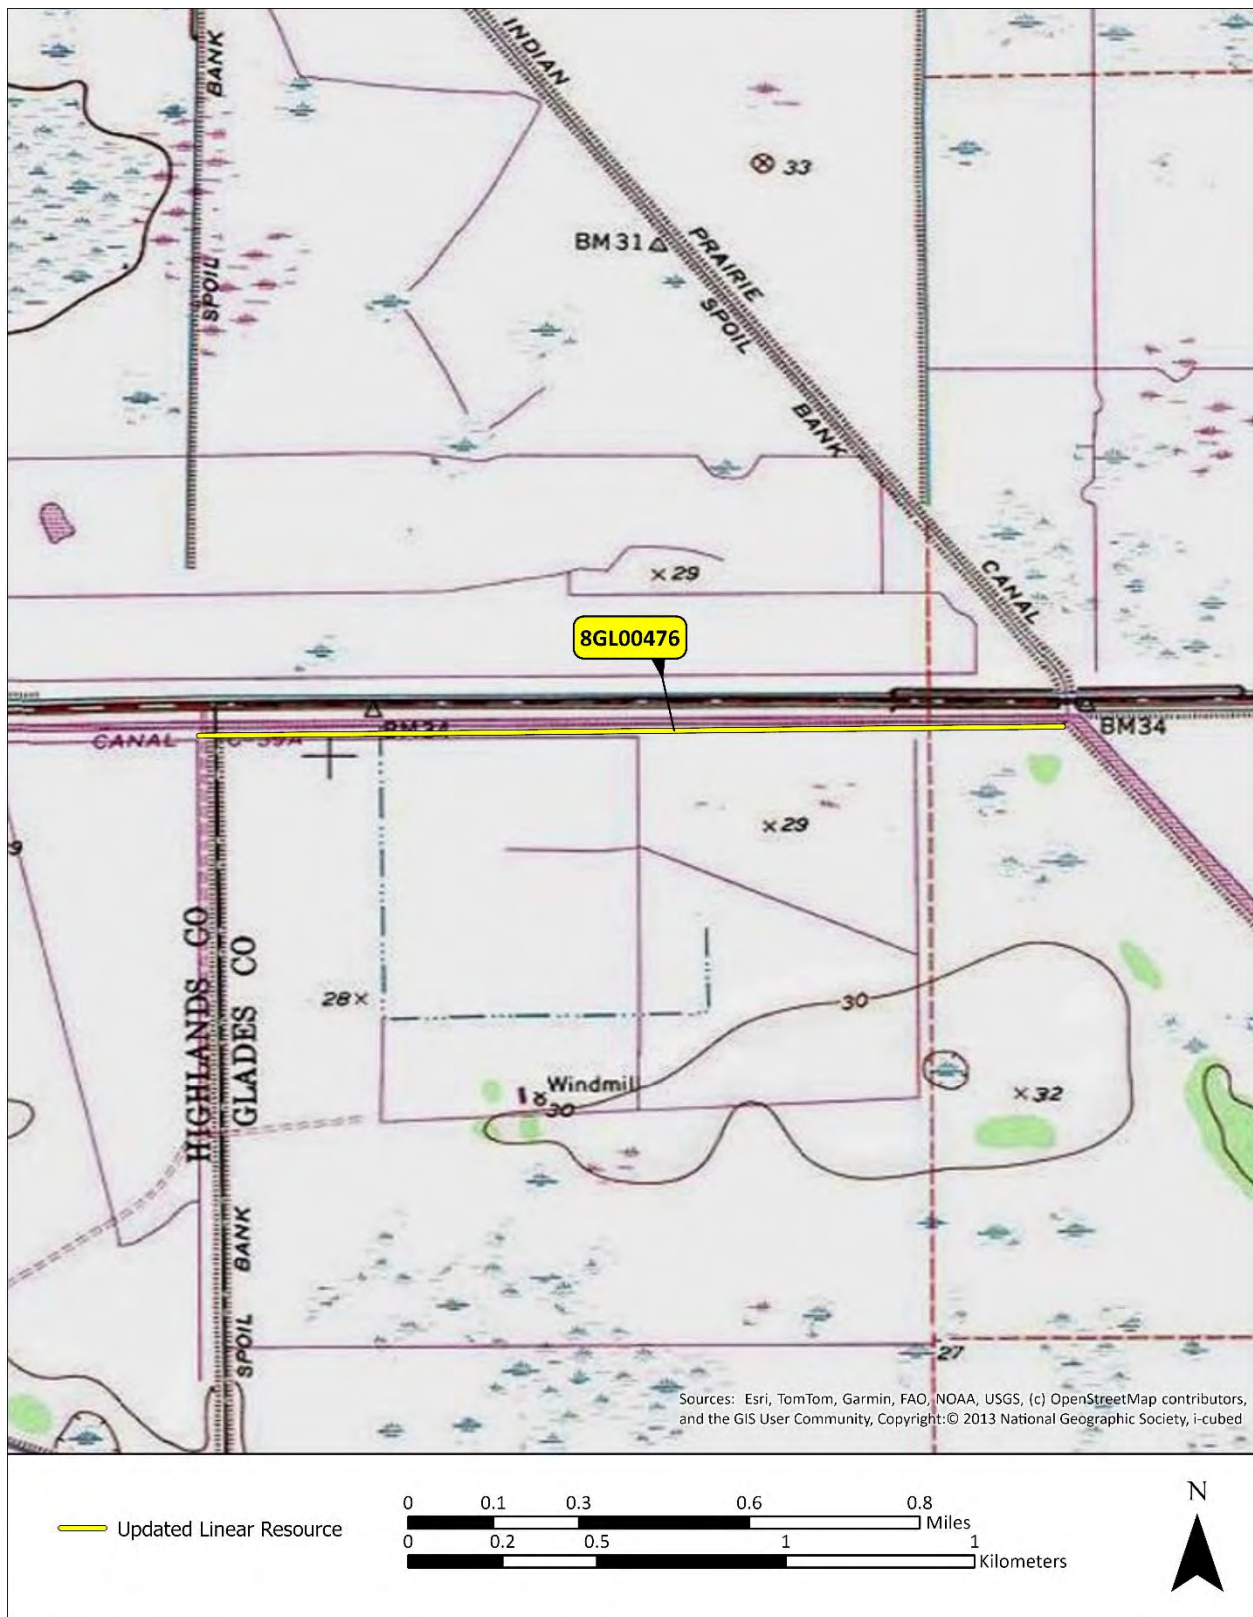 INDIAN
BANK
33
BM 31
PRAIRIE
SPOIL
SPOIL
BANK
CANAL
×29
8GL00476
BM34
BM34
CANAL C-39A
×29
9
HIGHLANDS CO
GLADES CO
28×
30
Windmill
30
×32
SPOIL BANK
27
Sources: Esri, TomTom, Garmin, FAO, NOAA, USGS, (c) OpenStreetMap contributors,
and the GIS User Community, Copyright:© 2013 National Geographic Society, i-cubed
Updated Linear Resource
0 0.1 0.3 0.6 0.8
Miles
0 0.2 0.5 1 1
Kilometers
N